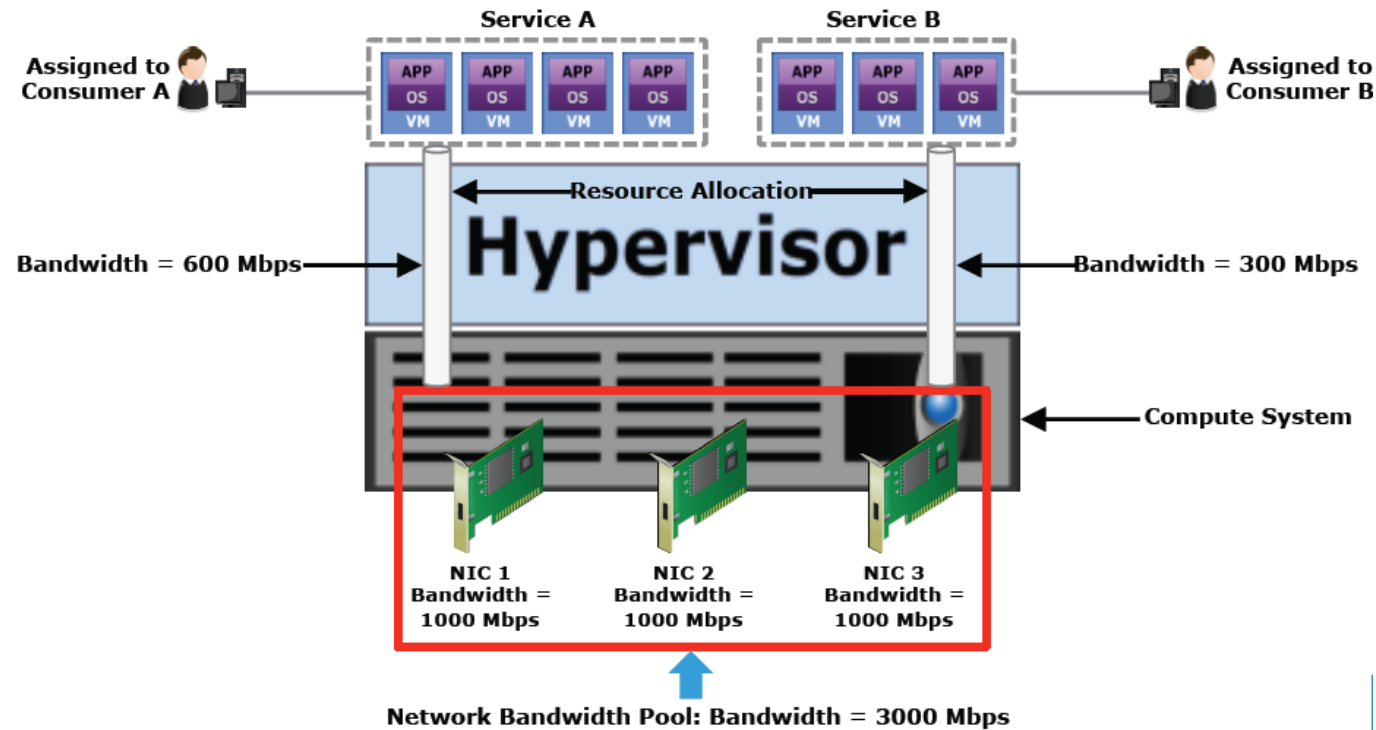 Service A
Service B
Assigned to
Consumer A
APP
OS
VM
APP
OS
VM
APP
OS
VM
APP
OS
VM
APP
OS
VM
APP
OS
VM
APP
OS
VM
Assigned to
Consumer B
Resource Allocation
Hypervisor
Bandwidth = 600 Mbps
Bandwidth = 300 Mbps
Compute System
NIC 1
Bandwidth =
1000 Mbps
NIC 2
Bandwidth =
1000 Mbps
NIC 3
Bandwidth =
1000 Mbps
Network Bandwidth Pool: Bandwidth = 3000 Mbps